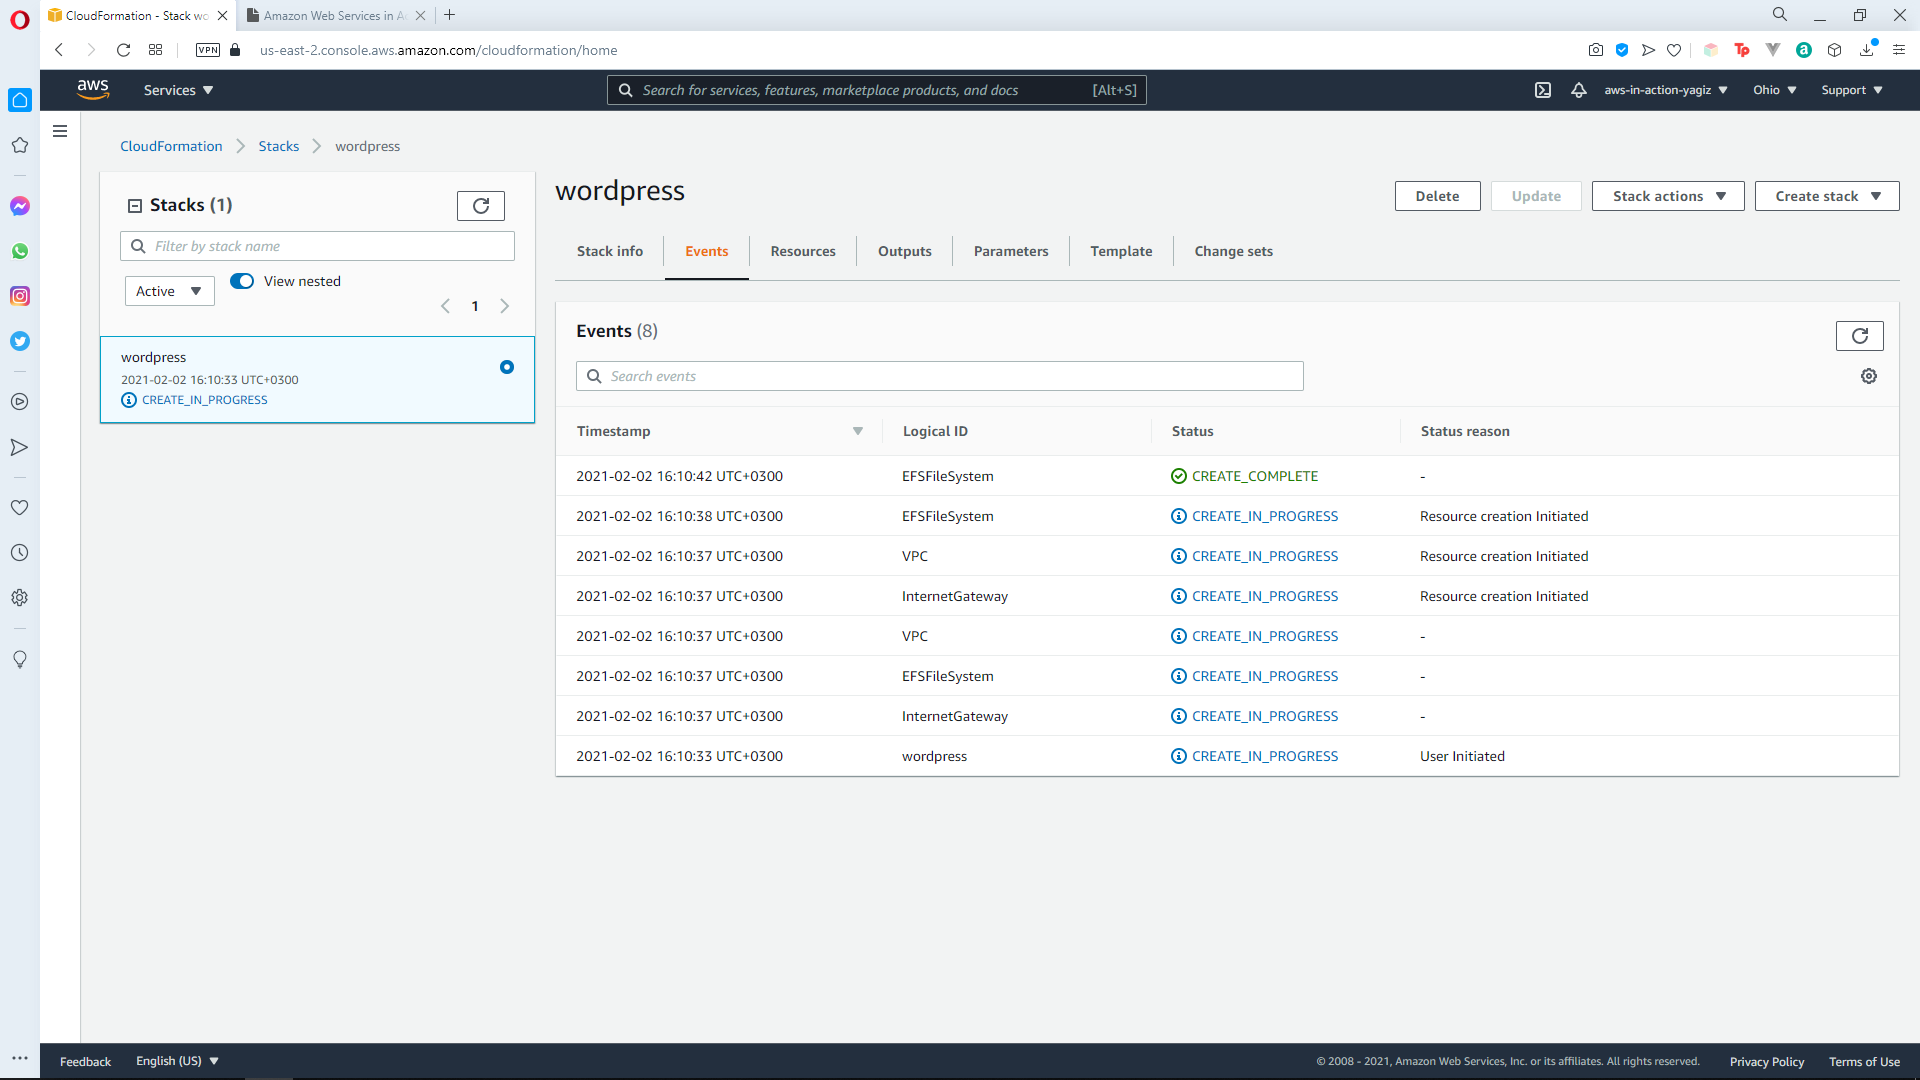 CloudFormation - Stack wo
Amazon Web Services in A
VPN
us-east-2.console.aws.amazon.com/cloudformation/home
Tp
a
aws
Services
Search for services, features, marketplace products, and docs
[Alt+S]
aws-in-action-yagiz
Ohio
Support
CloudFormation
Stacks
wordpress
Stacks (1)
Filter by stack name
Active
View nested
1
wordpress
2021-02-02 16:10:33 UTC+0300
CREATE_IN_PROGRESS
wordpress
Delete
Update
Stack actions
Create stack
Stack info
Events
Resources
Outputs
Parameters
Template
Change sets
Events (8)
Search events
Timestamp Logical ID Status Status reason
2021-02-02 16:10:42 UTC+0300 EFSFileSystem CREATE_COMPLETE -
2021-02-02 16:10:38 UTC+0300 EFSFileSystem CREATE_IN_PROGRESS Resource creation Initiated
2021-02-02 16:10:37 UTC+0300 VPC CREATE_IN_PROGRESS Resource creation Initiated
2021-02-02 16:10:37 UTC+0300 InternetGateway CREATE_IN_PROGRESS Resource creation Initiated
2021-02-02 16:10:37 UTC+0300 VPC CREATE_IN_PROGRESS -
2021-02-02 16:10:37 UTC+0300 EFSFileSystem CREATE_IN_PROGRESS -
2021-02-02 16:10:37 UTC+0300 InternetGateway CREATE_IN_PROGRESS -
2021-02-02 16:10:33 UTC+0300 wordpress CREATE_IN_PROGRESS User Initiated
Feedback
English (US)
© 2008 - 2021, Amazon Web Services, Inc. or its affiliates. All rights reserved.
Privacy Policy
Terms of Use